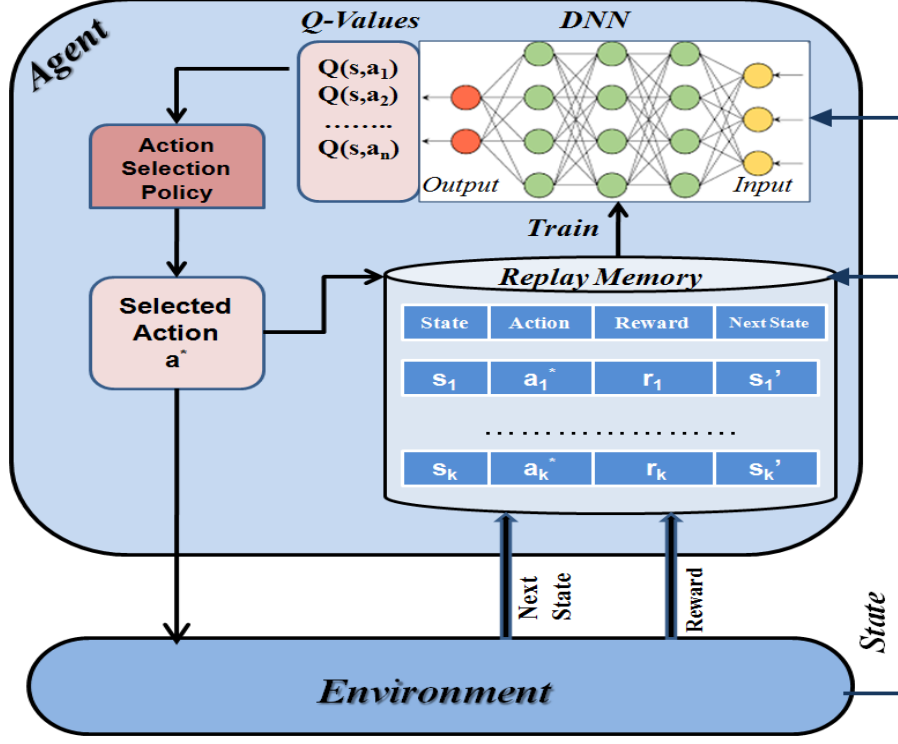 Agent
Q-Values
DNN
Q(s,a₁)
Q(s,a₂)
........
Q(s,aₙ)
Output
Input
Action
Selection
Policy
Train
Selected
Action
a*
Replay Memory
State Action Reward Next State
s₁ a₁* r₁ s₁’
........................
sₖ aₖ* rₖ sₖ’
Next
State
Reward
State
Environment